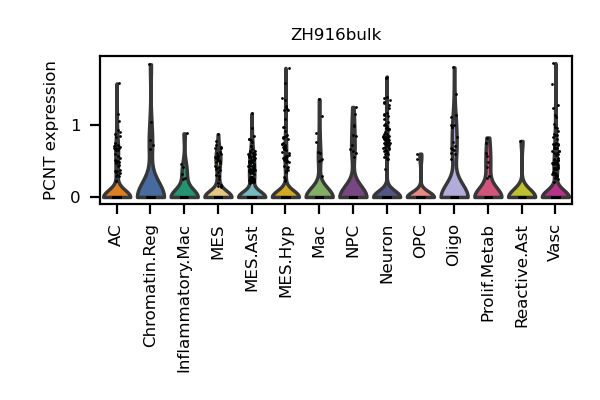 ZH916bulk
PCNT expression
1
0
AC
Chromatin.Reg
Inflammatory.Mac
MES
MES.Ast
MES.Hyp
Mac
NPC
Neuron
OPC
Oligo
Prolif.Metab
Reactive.Ast
Vasc